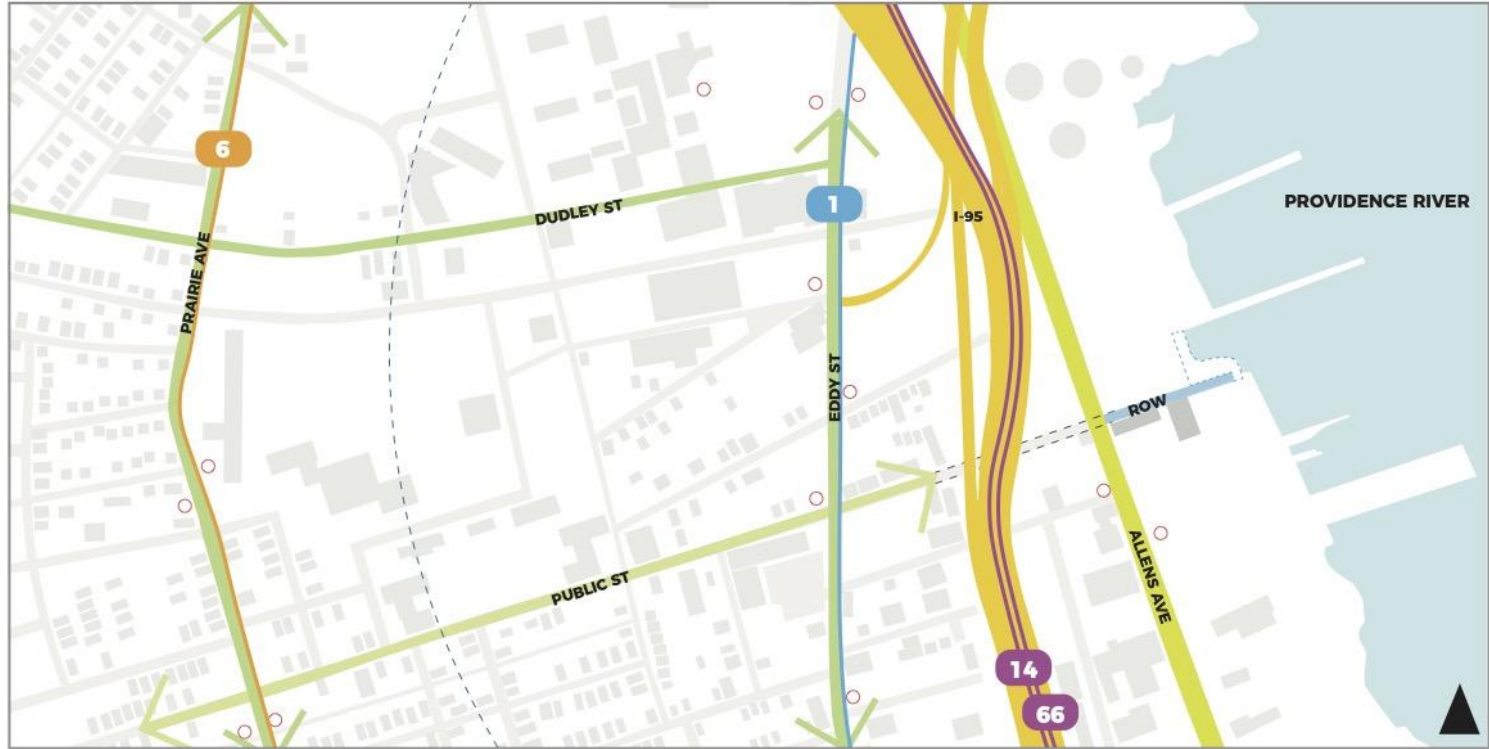 6
DUDLEY ST
1
I-95
PROVIDENCE RIVER
PRAIRIE AVE
EDDY ST
ROW
PUBLIC ST
ALLENS AVE
14
66